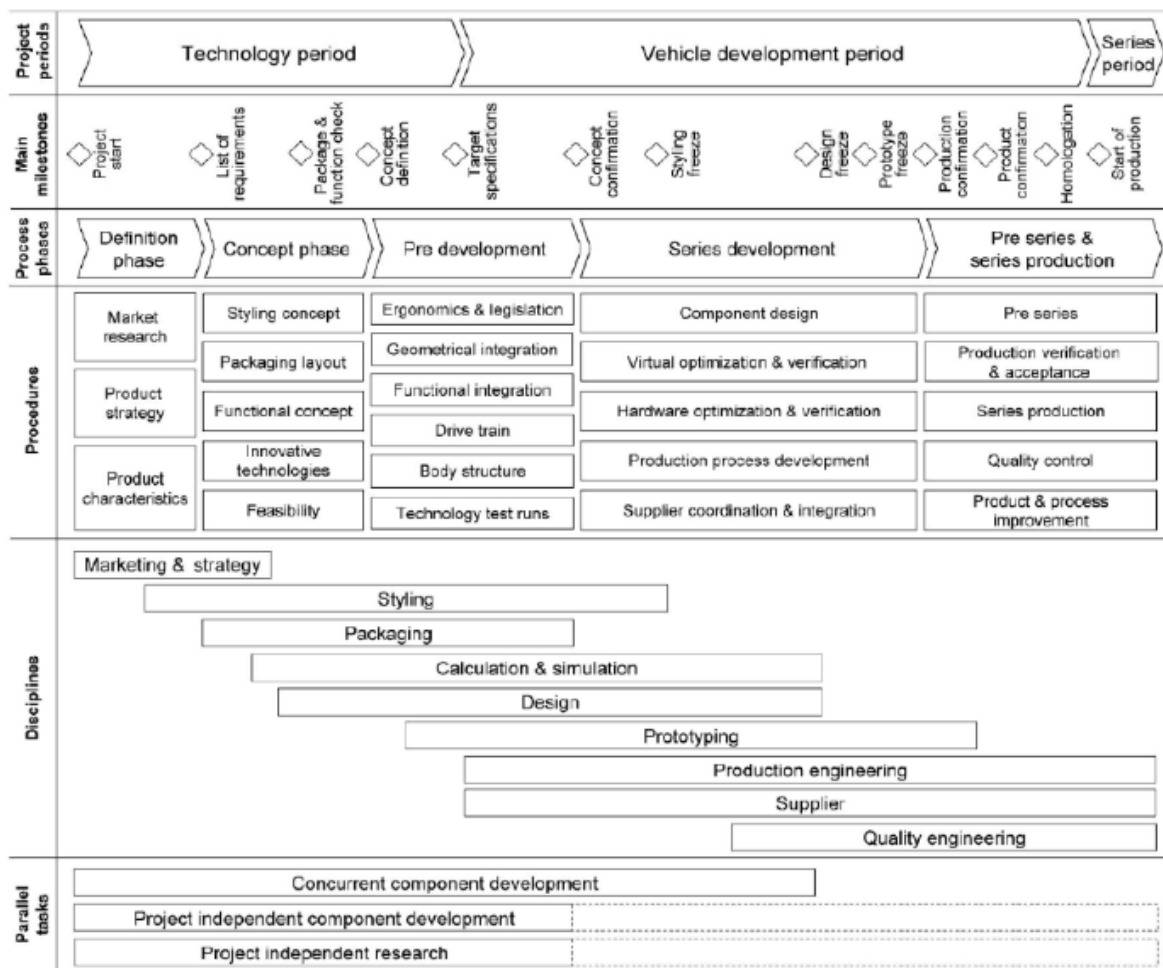 Project
periods
Technology period
Vehicle development period
Series
period
Main
milestones
Project
start
List of
requirements
Package &
function check
Concept
definition
Target
specifications
Concept
confirmation
Styling
freeze
Design
freeze
Prototype
freeze
Production
confirmation
Product
confirmation
Homologation
Start of
production
Process
phases
Definition
phase
Concept phase
Pre development
Series development
Pre series &
series production
Procedures
Market
research
Product
strategy
Product
characteristics
Styling concept
Packaging layout
Functional concept
Innovative
technologies
Feasibility
Ergonomics & legislation
Geometrical integration
Functional integration
Drive train
Body structure
Technology test runs
Component design
Virtual optimization & verification
Hardware optimization & verification
Production process development
Supplier coordination & integration
Pre series
Production verification
& acceptance
Series production
Quality control
Product & process
improvement
Disciplines
Marketing & strategy
Styling
Packaging
Calculation & simulation
Design
Prototyping
Production engineering
Supplier
Quality engineering
Parallel
tasks
Concurrent component development
Project independent component development
Project independent research